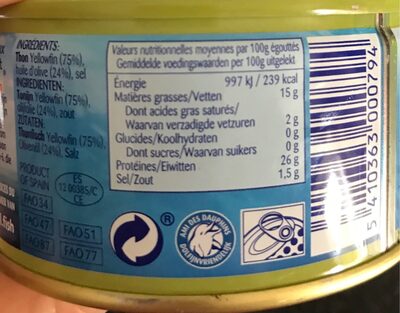 INGRÉDIENTS:
Thon Yellowfin (75%),
huile d'olive (24%), sel
INGREDIËNTEN:
Tonijn Yellowfin (75%),
olijfolie (24%), zout
ZUTATEN:
Thunfisch Yellowfin (75%),
Olivenöl (24%), Salz
PRODUCT
OF SPAIN
ES
12.00385/C
CE
FAO34
FAO47
FAO51
FAO87
FAO77
Valeurs nutritionnelles moyennes par 100g égouttés
Gemiddelde voedingswaarden per 100g uitgelekt
Énergie 997 kJ / 239 kcal
Matières grasses/Vetten 15 g
Dont acides gras saturés/
Waarvan verzadigde vetzuren 2 g
Glucides/Koolhydraten 0 g
Dont sucres/Waarvan suikers 0 g
Protéines/Eiwitten 26 g
Sel/Zout 1,5 g
®
AMI DES DAUPHINS
DOLFIJNVRIENDELIJK
5 410363 000794